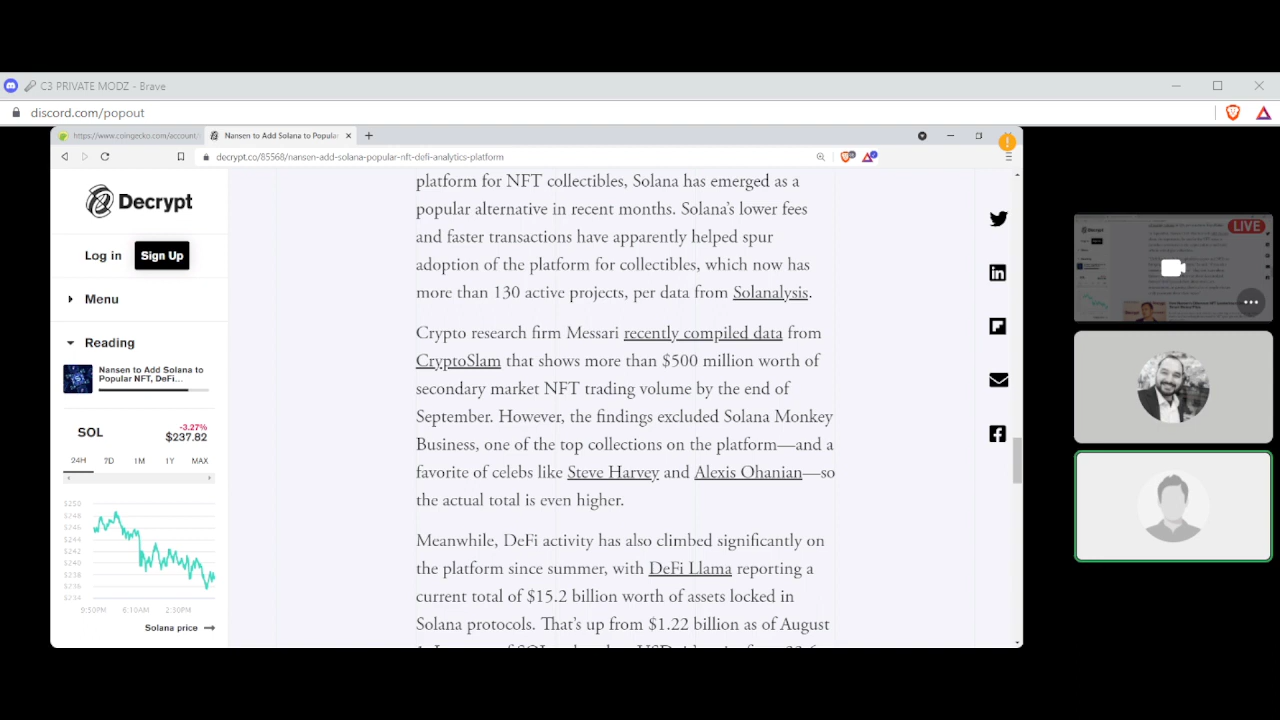 C3 PRIVATE MODZ - Brave
discord.com/popout
https://www.coingecko.com/account/
Nansen to Add Solana to Popular
decrypt.co/85568/nansen-add-solana-popular-nft-defi-analytics-platform
Decrypt
Log in
Sign Up
Menu
Reading
Nansen to Add Solana to
Popular NFT, DeFi...
SOL
-3.27%
$237.82
24H 7D 1M 1Y MAX
$250
$248
$246
$244
$242
$240
$238
$236
$234
9:50PM 6:10AM 2:30PM
Solana price
platform for NFT collectibles, Solana has emerged as a
popular alternative in recent months. Solana’s lower fees
and faster transactions have apparently helped spur
adoption of the platform for collectibles, which now has
more than 130 active projects, per data from Solanalysis.
Crypto research firm Messari recently compiled data from
CryptoSlam that shows more than $500 million worth of
secondary market NFT trading volume by the end of
September. However, the findings excluded Solana Monkey
Business, one of the top collections on the platform—and a
favorite of celebs like Steve Harvey and Alexis Ohanian—so
the actual total is even higher.
Meanwhile, DeFi activity has also climbed significantly on
the platform since summer, with DeFi Llama reporting a
current total of $15.2 billion worth of assets locked in
Solana protocols. That’s up from $1.22 billion as of August
LIVE
Decrypt